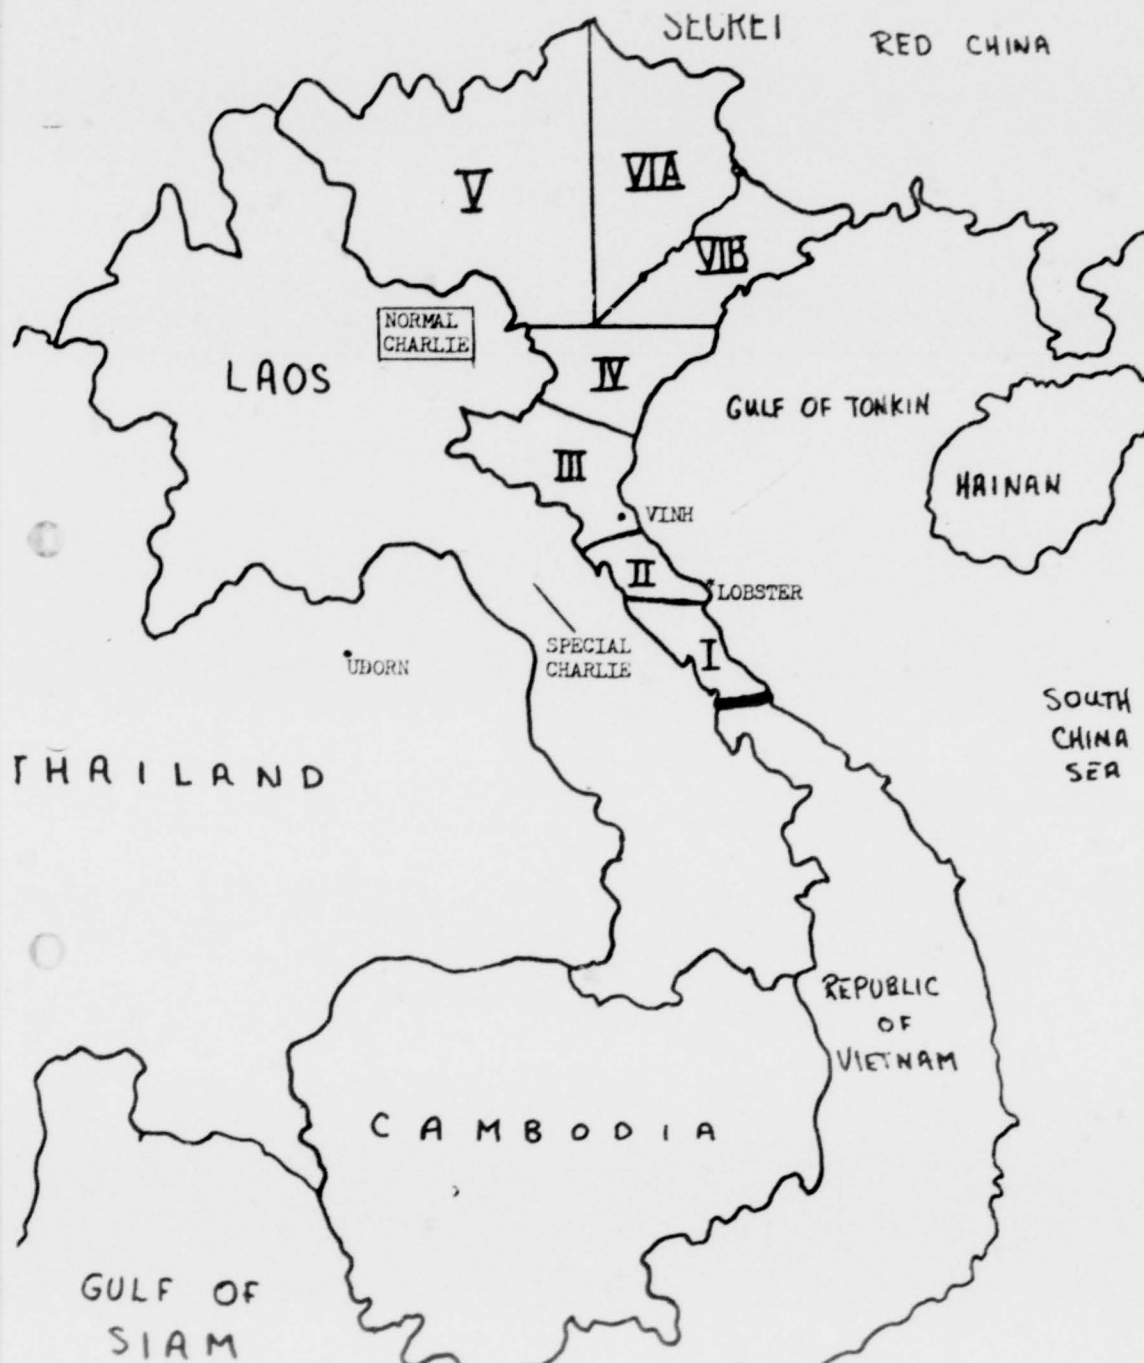 SECRET
RED CHINA
V
VIA
VIB
NORMAL
CHARLIE
LAOS
IV
GULF OF TONKIN
HAINAN
III
VINH
II
LOBSTER
SPECIAL
CHARLIE
I
UDORN
SOUTH
CHINA
SEA
THAILAND
REPUBLIC
OF
VIETNAM
CAMBODIA
GULF OF
SIAM